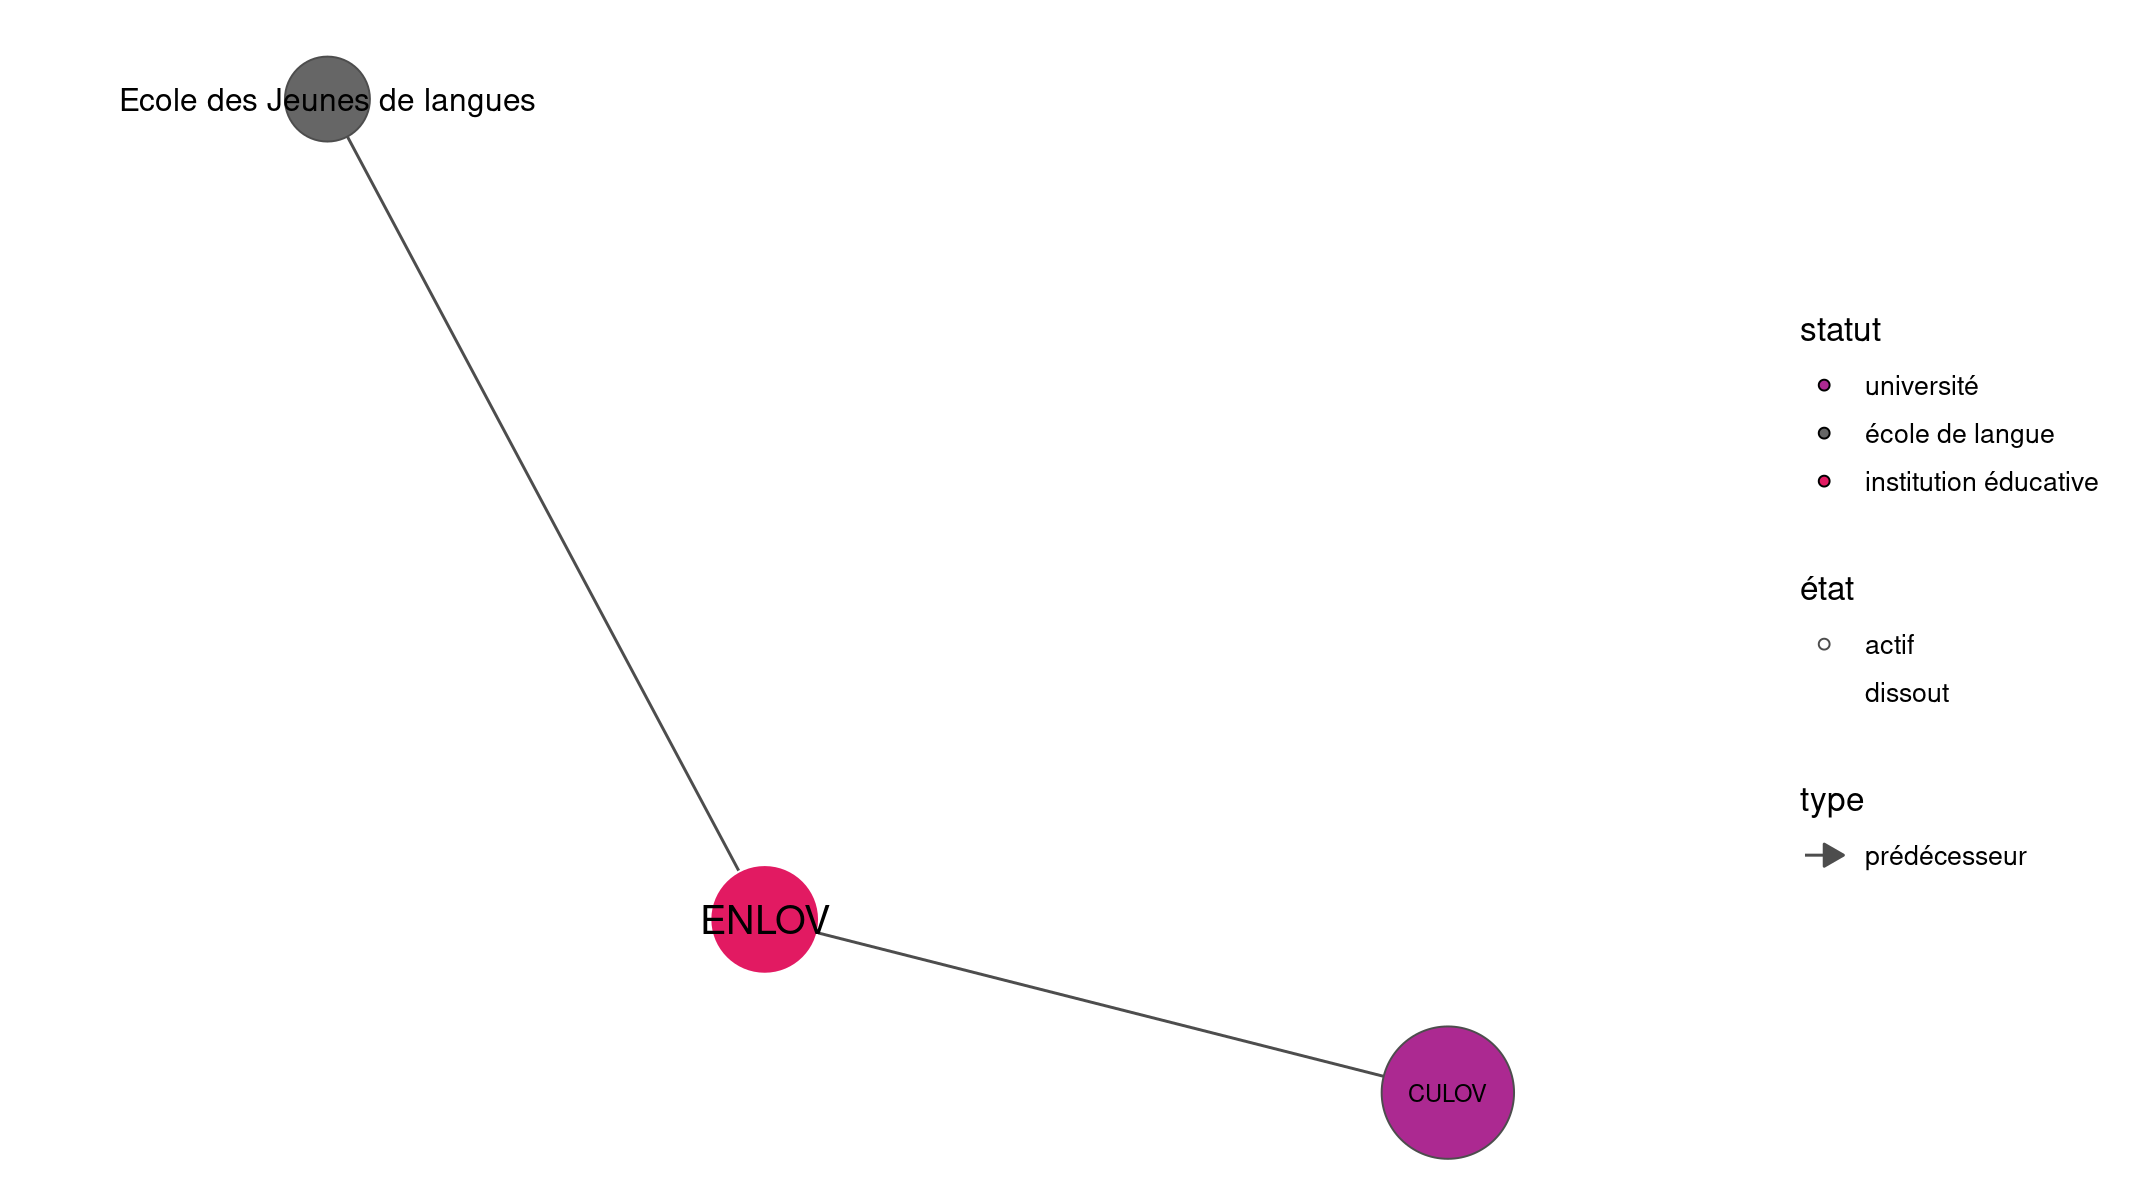 Ecole des Jeunes de langues
ENLOV
CULOV
statut
université
école de langue
institution éducative
état
actif
dissout
type
prédécesseur